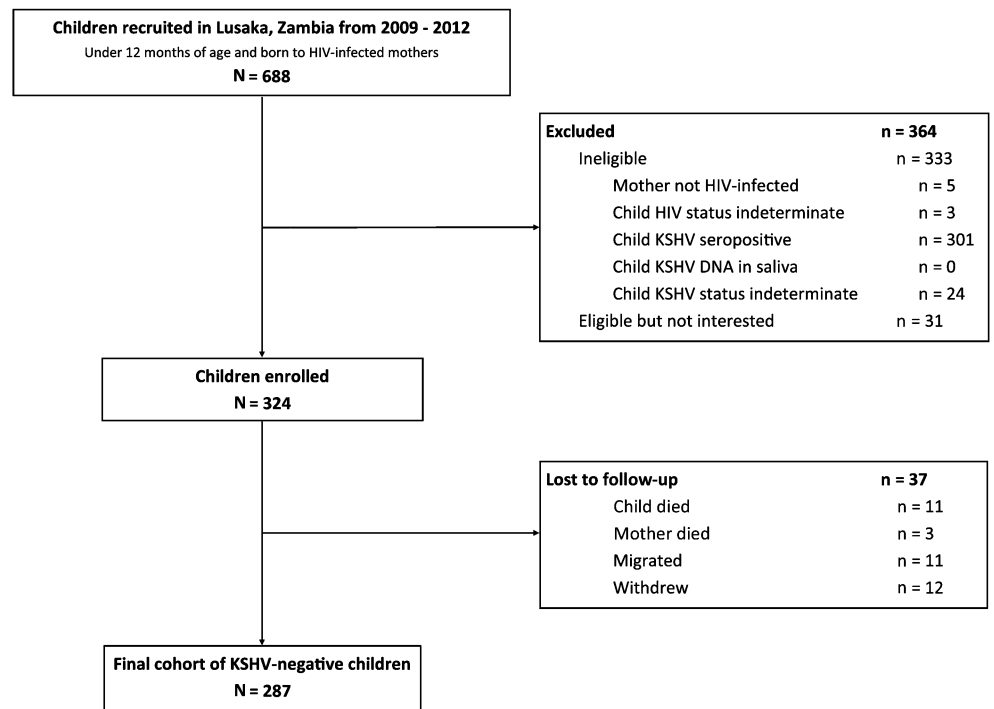 Children recruited in Lusaka, Zambia from 2009 - 2012
Under 12 months of age and born to HIV-infected mothers
N = 688
Excluded n = 364
Ineligible n = 333
Mother not HIV-infected n = 5
Child HIV status indeterminate n = 3
Child KSHV seropositive n = 301
Child KSHV DNA in saliva n = 0
Child KSHV status indeterminate n = 24
Eligible but not interested n = 31
Children enrolled
N = 324
Lost to follow-up n = 37
Child died n = 11
Mother died n = 3
Migrated n = 11
Withdrew n = 12
Final cohort of KSHV-negative children
N = 287